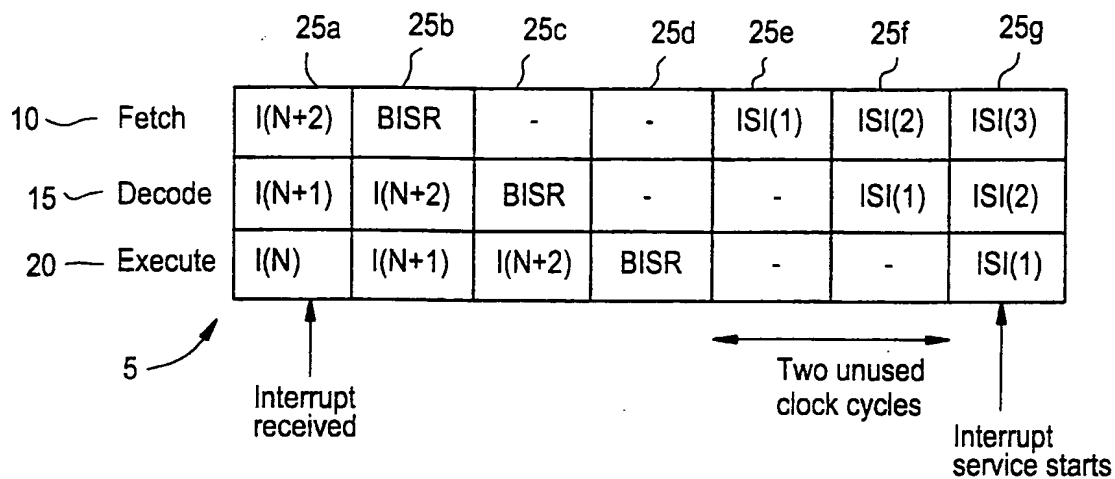 25a 25b 25c 25d 25e 25f 25g
10 Fetch I(N+2) BISR - - ISI(1) ISI(2) ISI(3)
15 Decode I(N+1) I(N+2) BISR - - ISI(1) ISI(2)
20 Execute I(N) I(N+1) I(N+2) BISR - - ISI(1)
5
Interrupt
received
Two unused
clock cycles
Interrupt
service starts